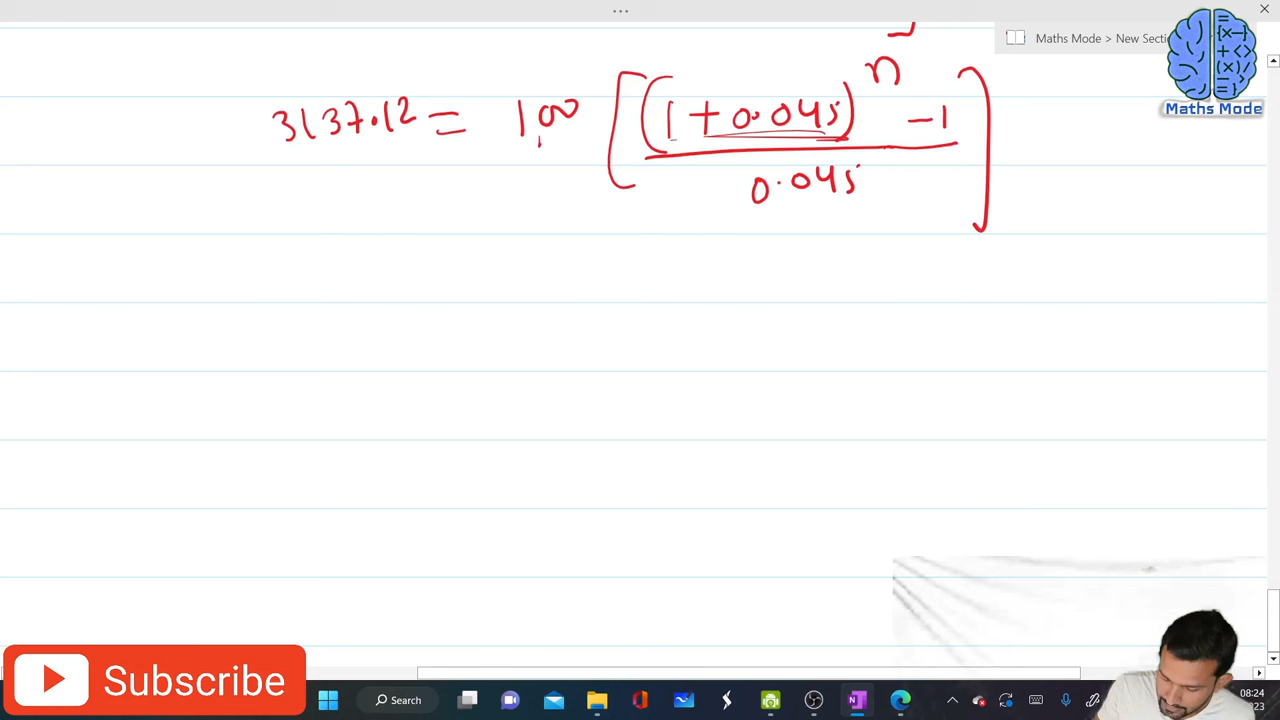 Maths Mode > New Secti
Maths Mode
3137.12 = 100 [ (1 + 0.045)^n - 1
0.045 ]
Subscribe
Search
08:24
023